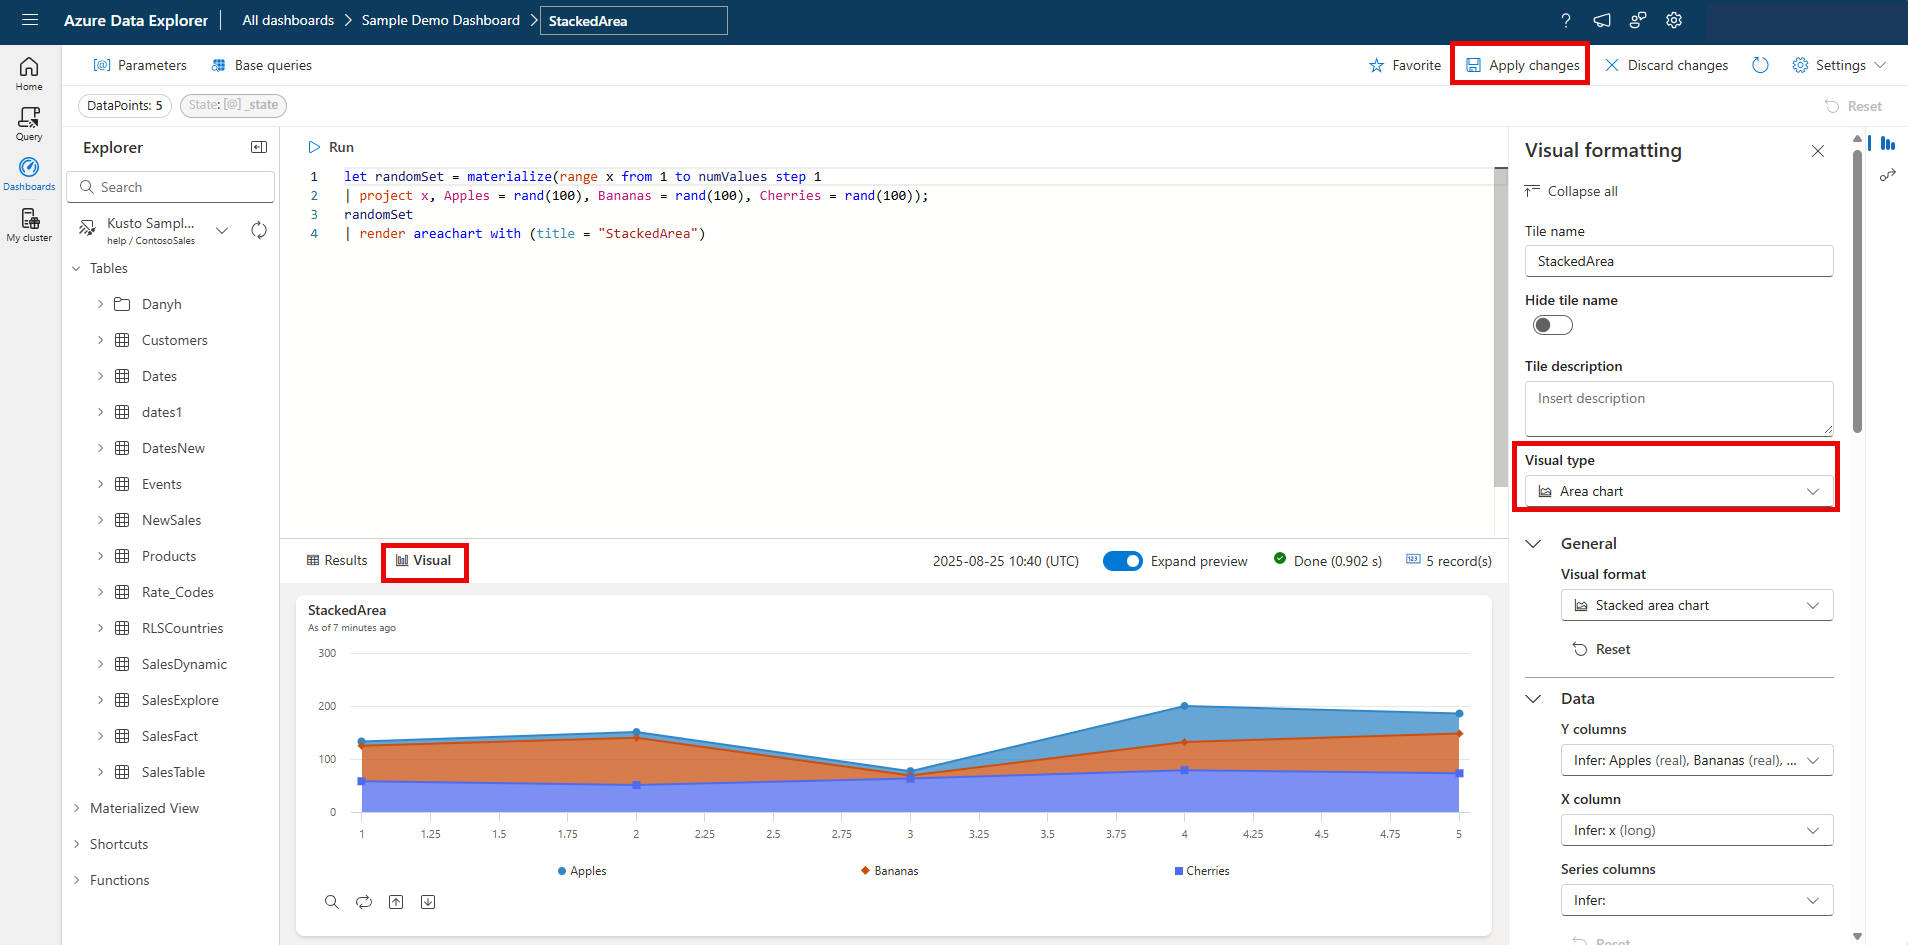 Azure Data Explorer
All dashboards
Sample Demo Dashboard
StackedArea
Home
Query
Dashboards
My cluster
[@] Parameters
Base queries
Favorite
Apply changes
Discard changes
Settings
DataPoints: 5
State: [@] _state
Reset
Explorer
Search
Kusto Sampl...
help / ContosoSales
Tables
Danyh
Customers
Dates
dates1
DatesNew
Events
NewSales
Products
Rate_Codes
RLSCountries
SalesDynamic
SalesExplore
SalesFact
SalesTable
Materialized View
Shortcuts
Functions
Run
1 let randomSet = materialize(range x from 1 to numValues step 1
2 | project x, Apples = rand(100), Bananas = rand(100), Cherries = rand(100));
3 randomSet
4 | render areachart with (title = "StackedArea")
Results
Visual
2025-08-25 10:40 (UTC)
Expand preview
Done (0.902 s)
123 5 record(s)
StackedArea
As of 7 minutes ago
300
200
100
0
1 1.25 1.5 1.75 2 2.25 2.5 2.75 3 3.25 3.5 3.75 4 4.25 4.5 4.75 5
Apples
Bananas
Cherries
Visual formatting
Collapse all
Tile name
StackedArea
Hide tile name
Tile description
Insert description
Visual type
Area chart
General
Visual format
Stacked area chart
Reset
Data
Y columns
Infer: Apples (real), Bananas (real), ...
X column
Infer: x (long)
Series columns
Infer:
Reset